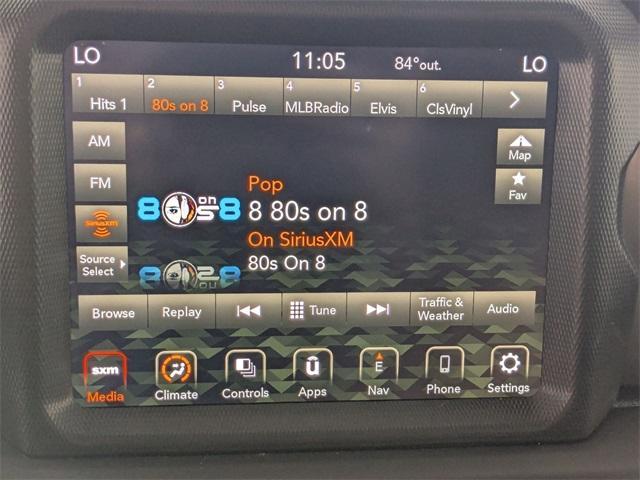 LO 11:05 84°out. LO
1 Hits 1 2 80s on 8 3 Pulse 4 MLBRadio 5 Elvis 6 ClsVinyl
AM
Map
FM
Fav
Pop
80s on 8
8 80s on 8
SiriusXM
On SiriusXM
Source Select
80s On 8
Browse Replay Tune Traffic & Weather Audio
sxm ū E
Media Climate Controls Apps Nav Phone Settings